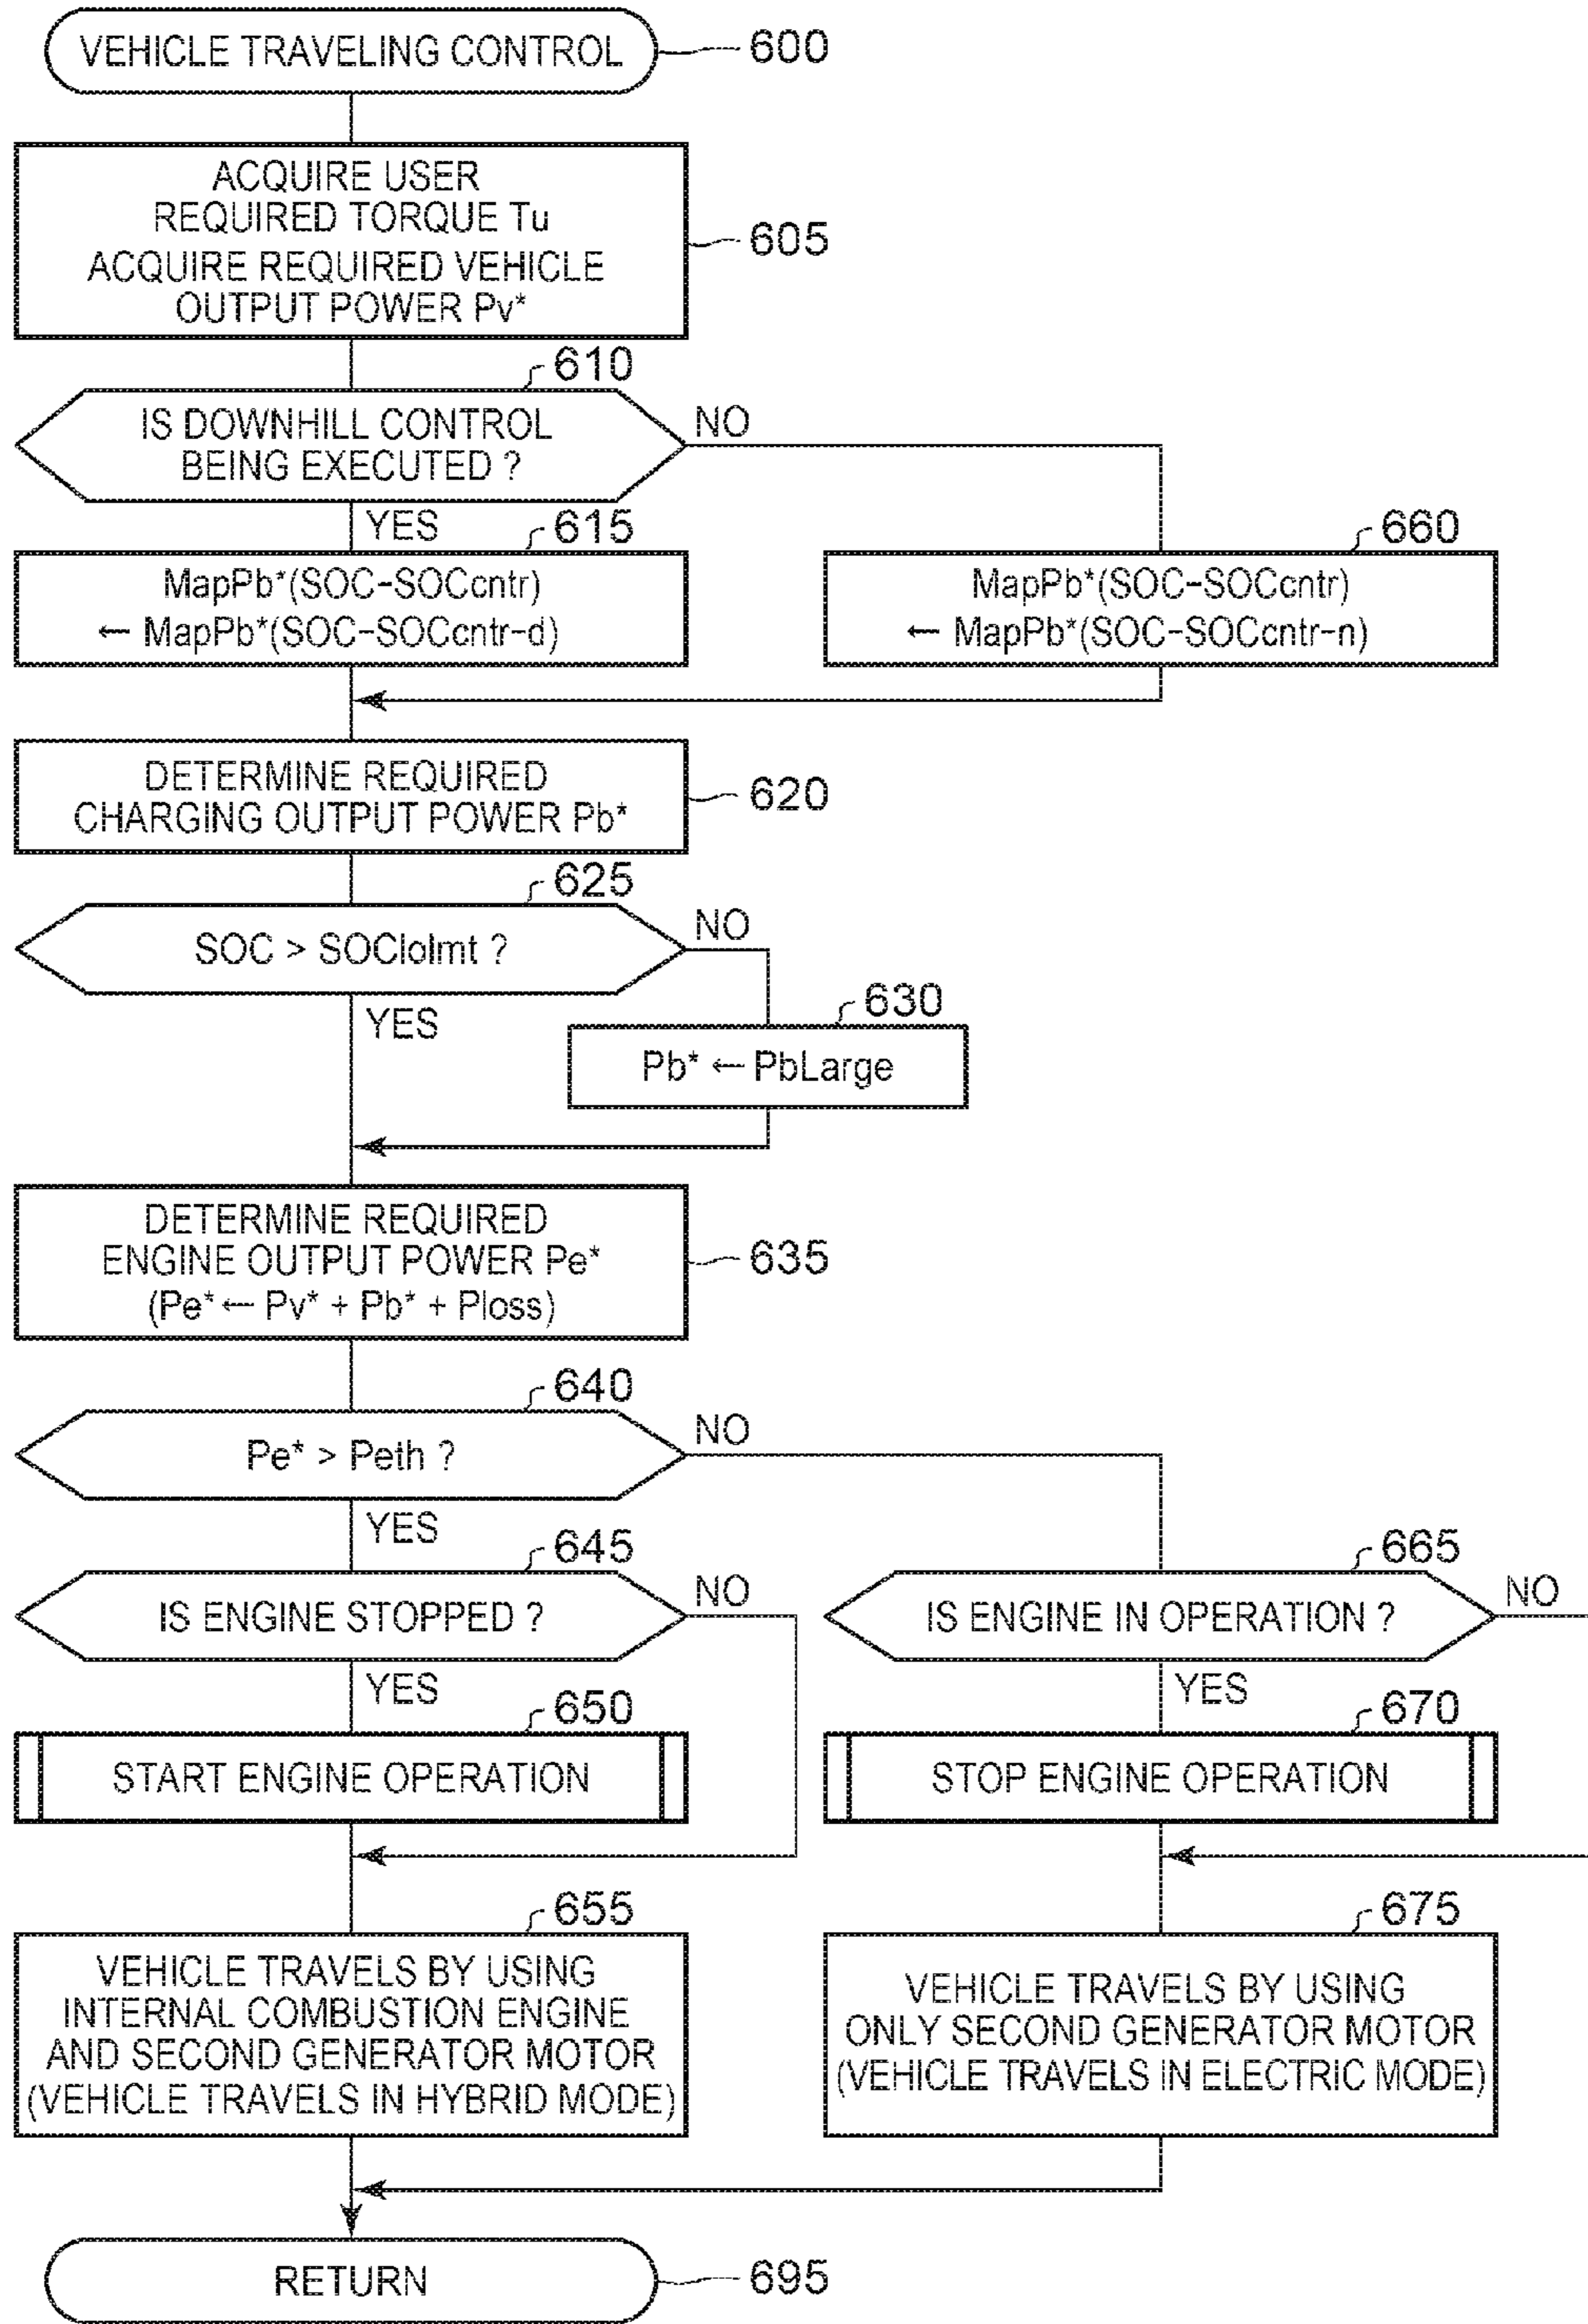 VEHICLE TRAVELING CONTROL
600
ACQUIRE USER
REQUIRED TORQUE Tu
ACQUIRE REQUIRED VEHICLE
OUTPUT POWER Pv*
605
610
IS DOWNHILL CONTROL
BEING EXECUTED ?
NO
YES
615
MapPb*(SOC-SOCcntr)
← MapPb*(SOC-SOCcntr-d)
660
MapPb*(SOC-SOCcntr)
← MapPb*(SOC-SOCcntr-n)
DETERMINE REQUIRED
CHARGING OUTPUT POWER Pb*
620
625
SOC > SOClolmt ?
NO
YES
630
Pb* ← PbLarge
DETERMINE REQUIRED
ENGINE OUTPUT POWER Pe*
(Pe* ← Pv* + Pb* + Ploss)
635
640
Pe* > Peth ?
NO
YES
645
IS ENGINE STOPPED ?
NO
YES
665
IS ENGINE IN OPERATION ?
NO
YES
650
START ENGINE OPERATION
670
STOP ENGINE OPERATION
655
VEHICLE TRAVELS BY USING
INTERNAL COMBUSTION ENGINE
AND SECOND GENERATOR MOTOR
(VEHICLE TRAVELS IN HYBRID MODE)
675
VEHICLE TRAVELS BY USING
ONLY SECOND GENERATOR MOTOR
(VEHICLE TRAVELS IN ELECTRIC MODE)
RETURN
695